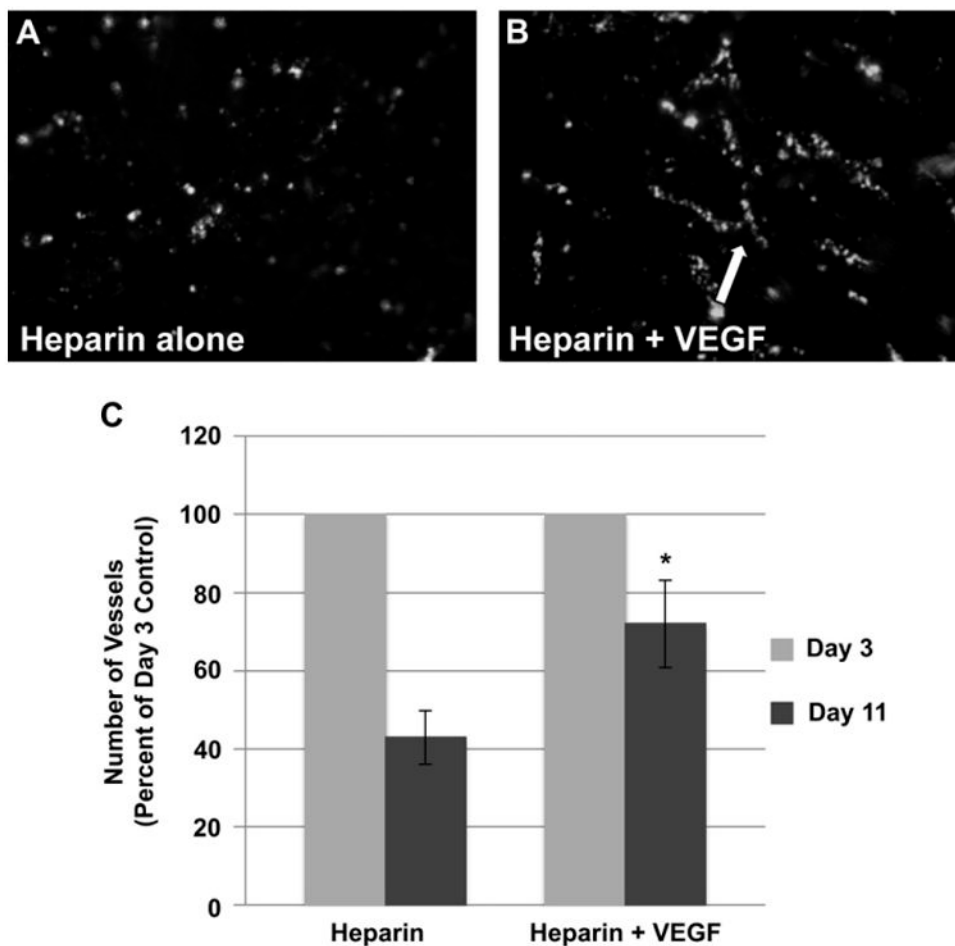 A
B
Heparin alone
Heparin + VEGF
C
Number of Vessels
(Percent of Day 3 Control)
120
100
80
60
40
20
0
*
Day 3
Day 11
Heparin
Heparin + VEGF